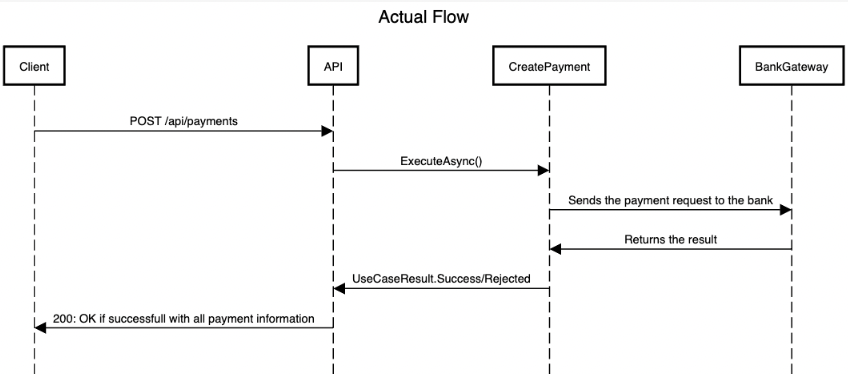 Actual Flow
Client
API
CreatePayment
BankGateway
POST /api/payments
ExecuteAsync()
Sends the payment request to the bank
Returns the result
UseCaseResult.Success/Rejected
200: OK if successfull with all payment information